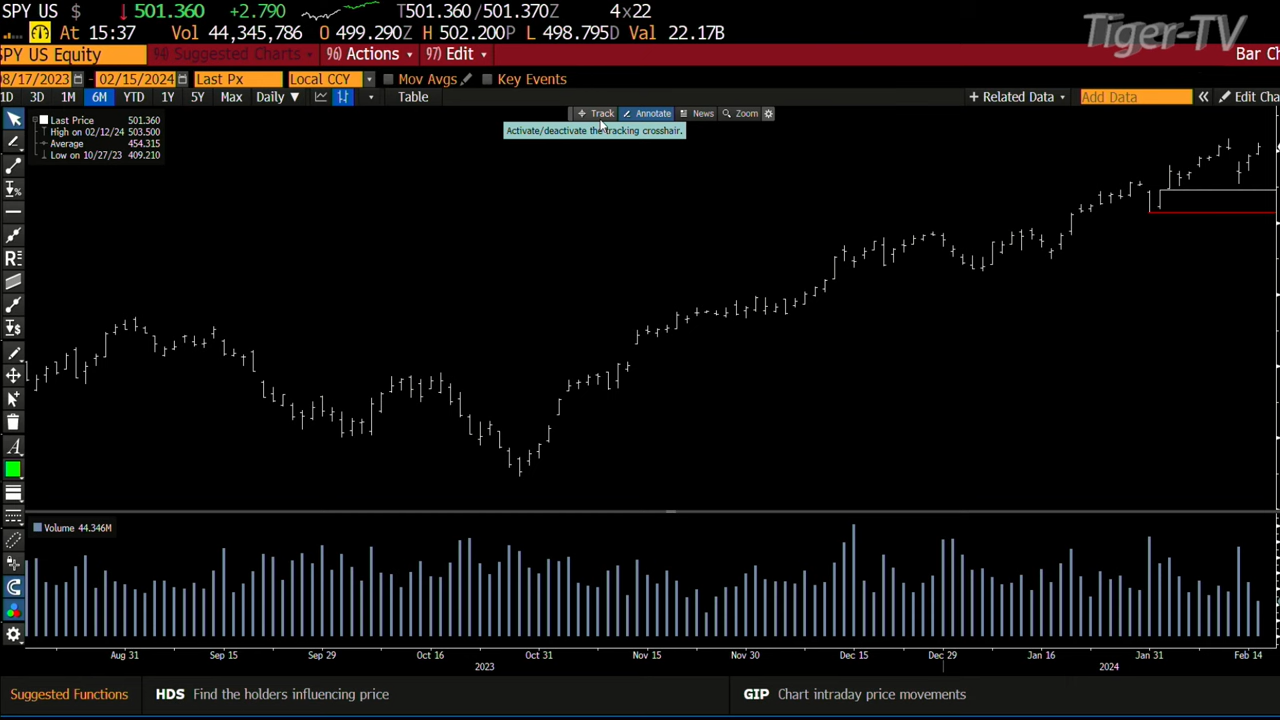 SPY US $ ↓ 501.360 +2.790 T501.360/501.370Z 4x22
At 15:37 Vol 44,345,786 O 499.290Z H 502.200P L 498.795D Val 22.17B
Tiger-TV
SPY US Equity 94) Suggested Charts 96) Actions 97) Edit Bar Ch
08/17/2023 - 02/15/2024 Last Px Local CCY Mov Avgs Key Events
1D 3D 1M 6M YTD 1Y 5Y Max Daily ▼ Table + Related Data Add Data « Edit Cha
Track Annotate News Zoom
Activate/deactivate the tracking crosshair.
Last Price 501.360
High on 02/12/24 503.500
Average 454.315
Low on 10/27/23 409.210
Volume 44.346M
Aug 31 Sep 15 Sep 29 Oct 16 Oct 31 Nov 15 Nov 30 Dec 15 Dec 29 Jan 16 Jan 31 Feb 14
2023 2024
Suggested Functions HDS Find the holders influencing price GIP Chart intraday price movements